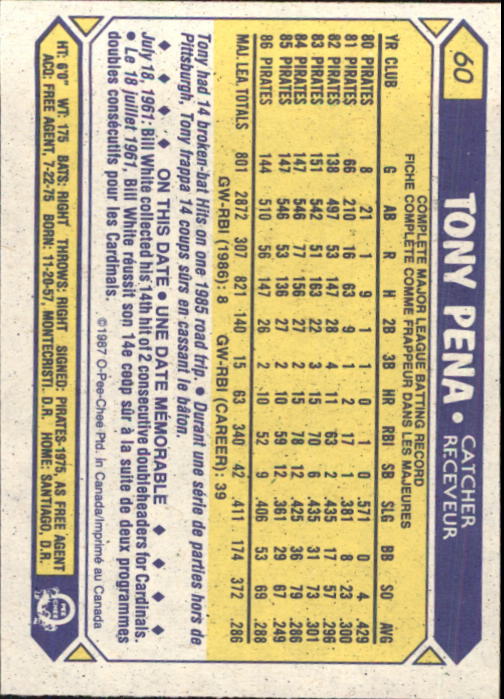 60
TONY PENA • CATCHER
RECEVEUR
COMPLETE MAJOR LEAGUE BATTING RECORD
FICHE COMPLÈTE COMME FRAPPEUR DANS LES MAJEURES
YR CLUB G AB R H 2B 3B HR RBI SB SLG BB SO AVG
80 PIRATES 8 21 1 9 1 1 0 1 0 .571 0 4 .429
81 PIRATES 66 210 16 63 9 1 2 17 1 .381 8 23 .300
82 PIRATES 138 497 53 147 28 4 11 63 2 .435 17 57 .296
83 PIRATES 151 542 51 163 22 3 15 70 6 .435 31 73 .301
84 PIRATES 147 546 77 156 27 2 15 78 12 .425 36 79 .286
85 PIRATES 147 546 53 136 27 2 10 59 12 .361 29 67 .249
86 PIRATES 144 510 56 147 26 2 10 52 9 .406 53 69 .288
MAJ. LEA. TOTALS 801 2872 307 821 140 15 63 340 42 .411 174 372 .286
GW-RBI (1986): 8 GW-RBI (CAREER): 39
Tony had 14 broken-bat Hits on one 1985 road trip. • Durant une série de parties hors de
Pittsburgh, Tony frappa 14 coups sûrs en cassant le bâton.
ON THIS DATE • UNE DATE MÉMORABLE
July 18, 1961: Bill White collected his 14th hit of 2 consecutive doubleheaders for Cardinals.
• Le 18 juillet 1961, Bill White réussit son 14e coup sûr à la suite de deux programmes
doubles consécutifs pour les Cardinals.
©1987 O-Pee-Chee Ptd. in Canada/Imprimé au Canada
HT: 6'0" WT: 175 BATS: RIGHT THROWS: RIGHT SIGNED: PIRATES-1975, AS FREE AGENT
ACQ: FREE AGENT 7-22-75 BORN: 11-20-57, MONTECRISTI, D.R. HOME: SANTIAGO, D.R.
O
PEE
CHEE